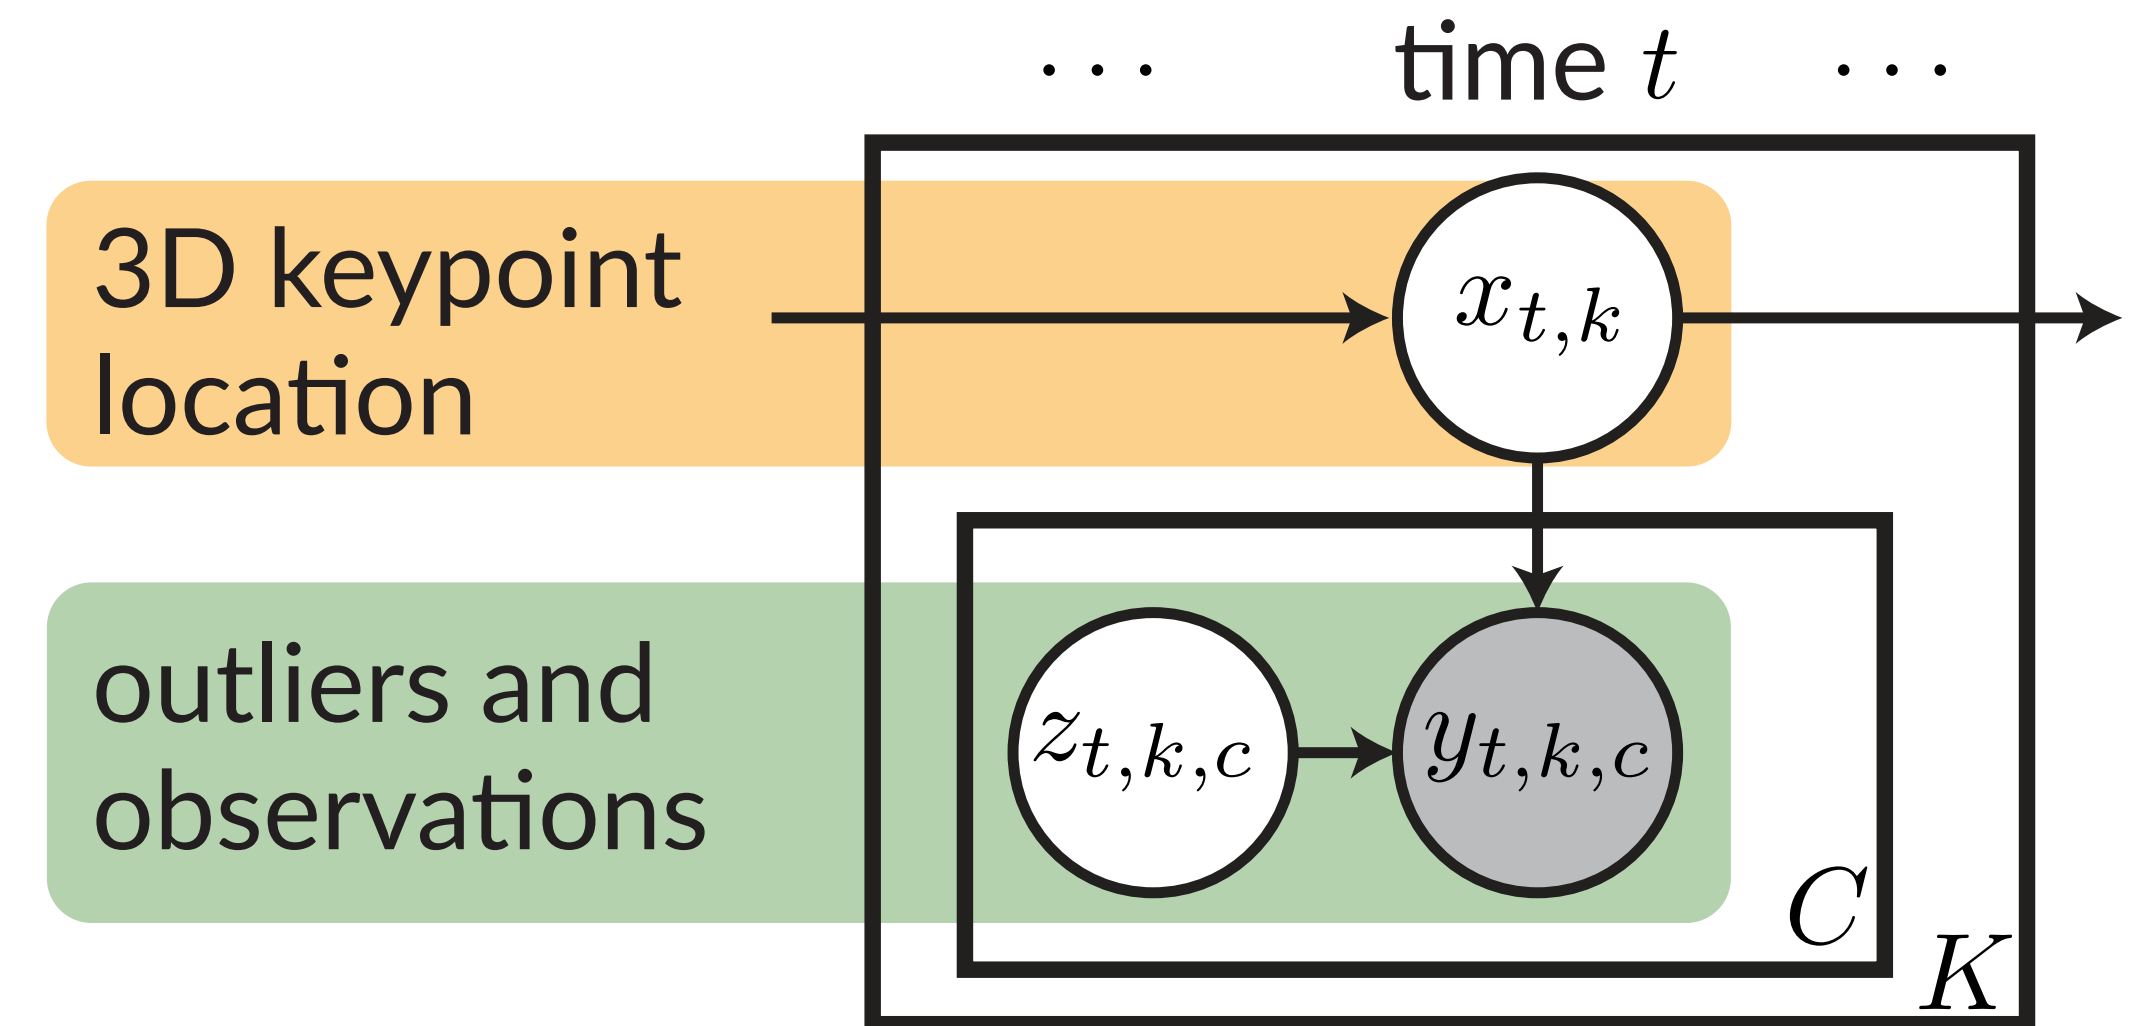 ··· time t ···
3D keypoint
location
x_{t,k}
outliers and
observations
z_{t,k,c}
y_{t,k,c}
C
K